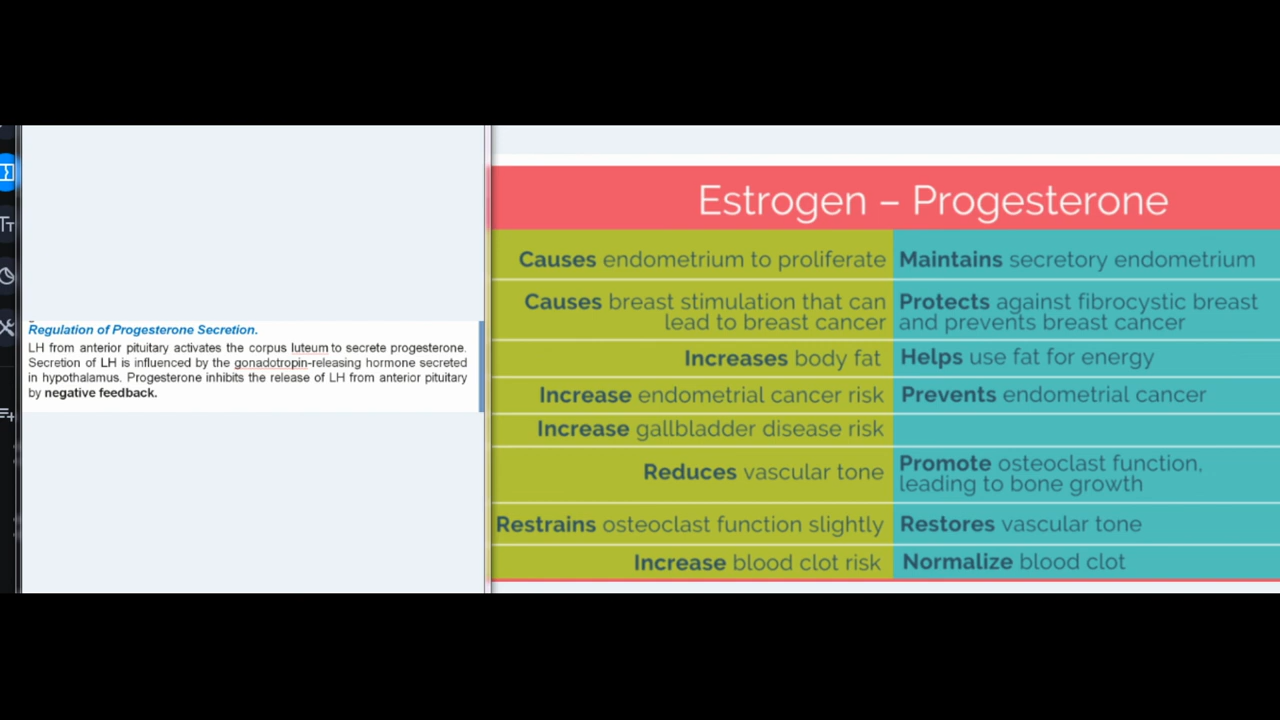 Regulation of Progesterone Secretion.
LH from anterior pituitary activates the corpus luteum to secrete progesterone.
Secretion of LH is influenced by the gonadotropin-releasing hormone secreted
in hypothalamus. Progesterone inhibits the release of LH from anterior pituitary
by negative feedback.
Estrogen – Progesterone
Causes endometrium to proliferate
Maintains secretory endometrium
Causes breast stimulation that can
lead to breast cancer
Protects against fibrocystic breast
and prevents breast cancer
Increases body fat
Helps use fat for energy
Increase endometrial cancer risk
Prevents endometrial cancer
Increase gallbladder disease risk
Reduces vascular tone
Promote osteoclast function,
leading to bone growth
Restrains osteoclast function slightly
Restores vascular tone
Increase blood clot risk
Normalize blood clot